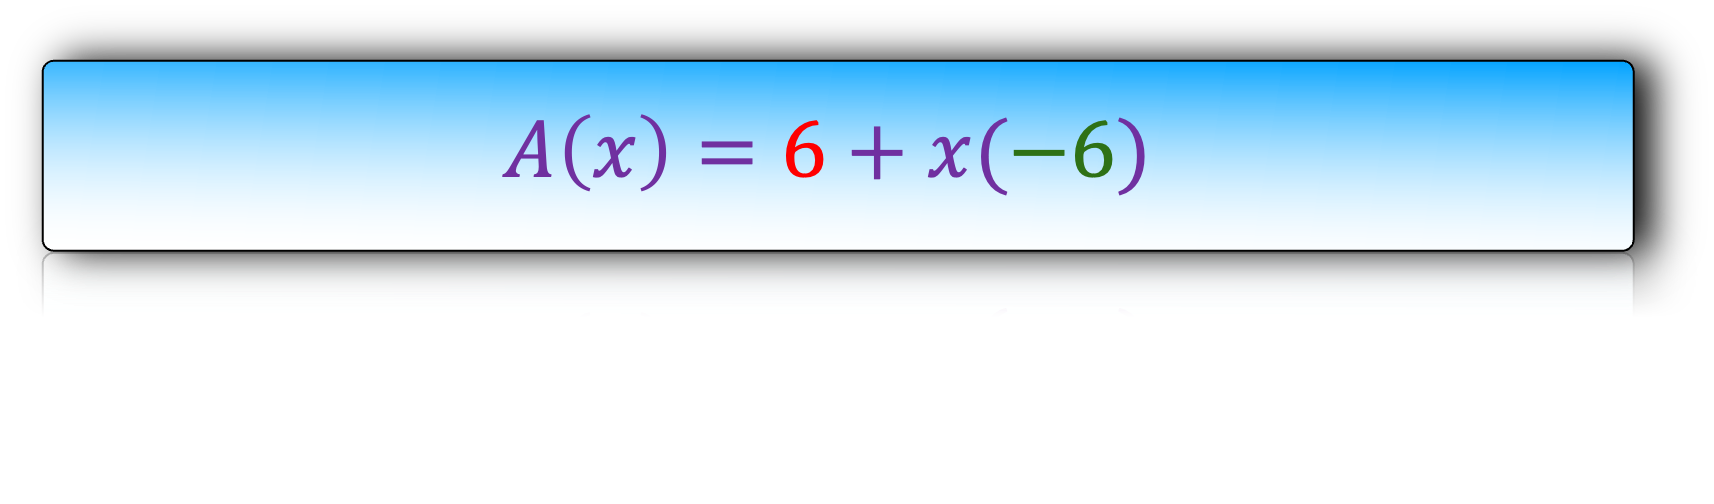 A(x) = 6 + x(−6)